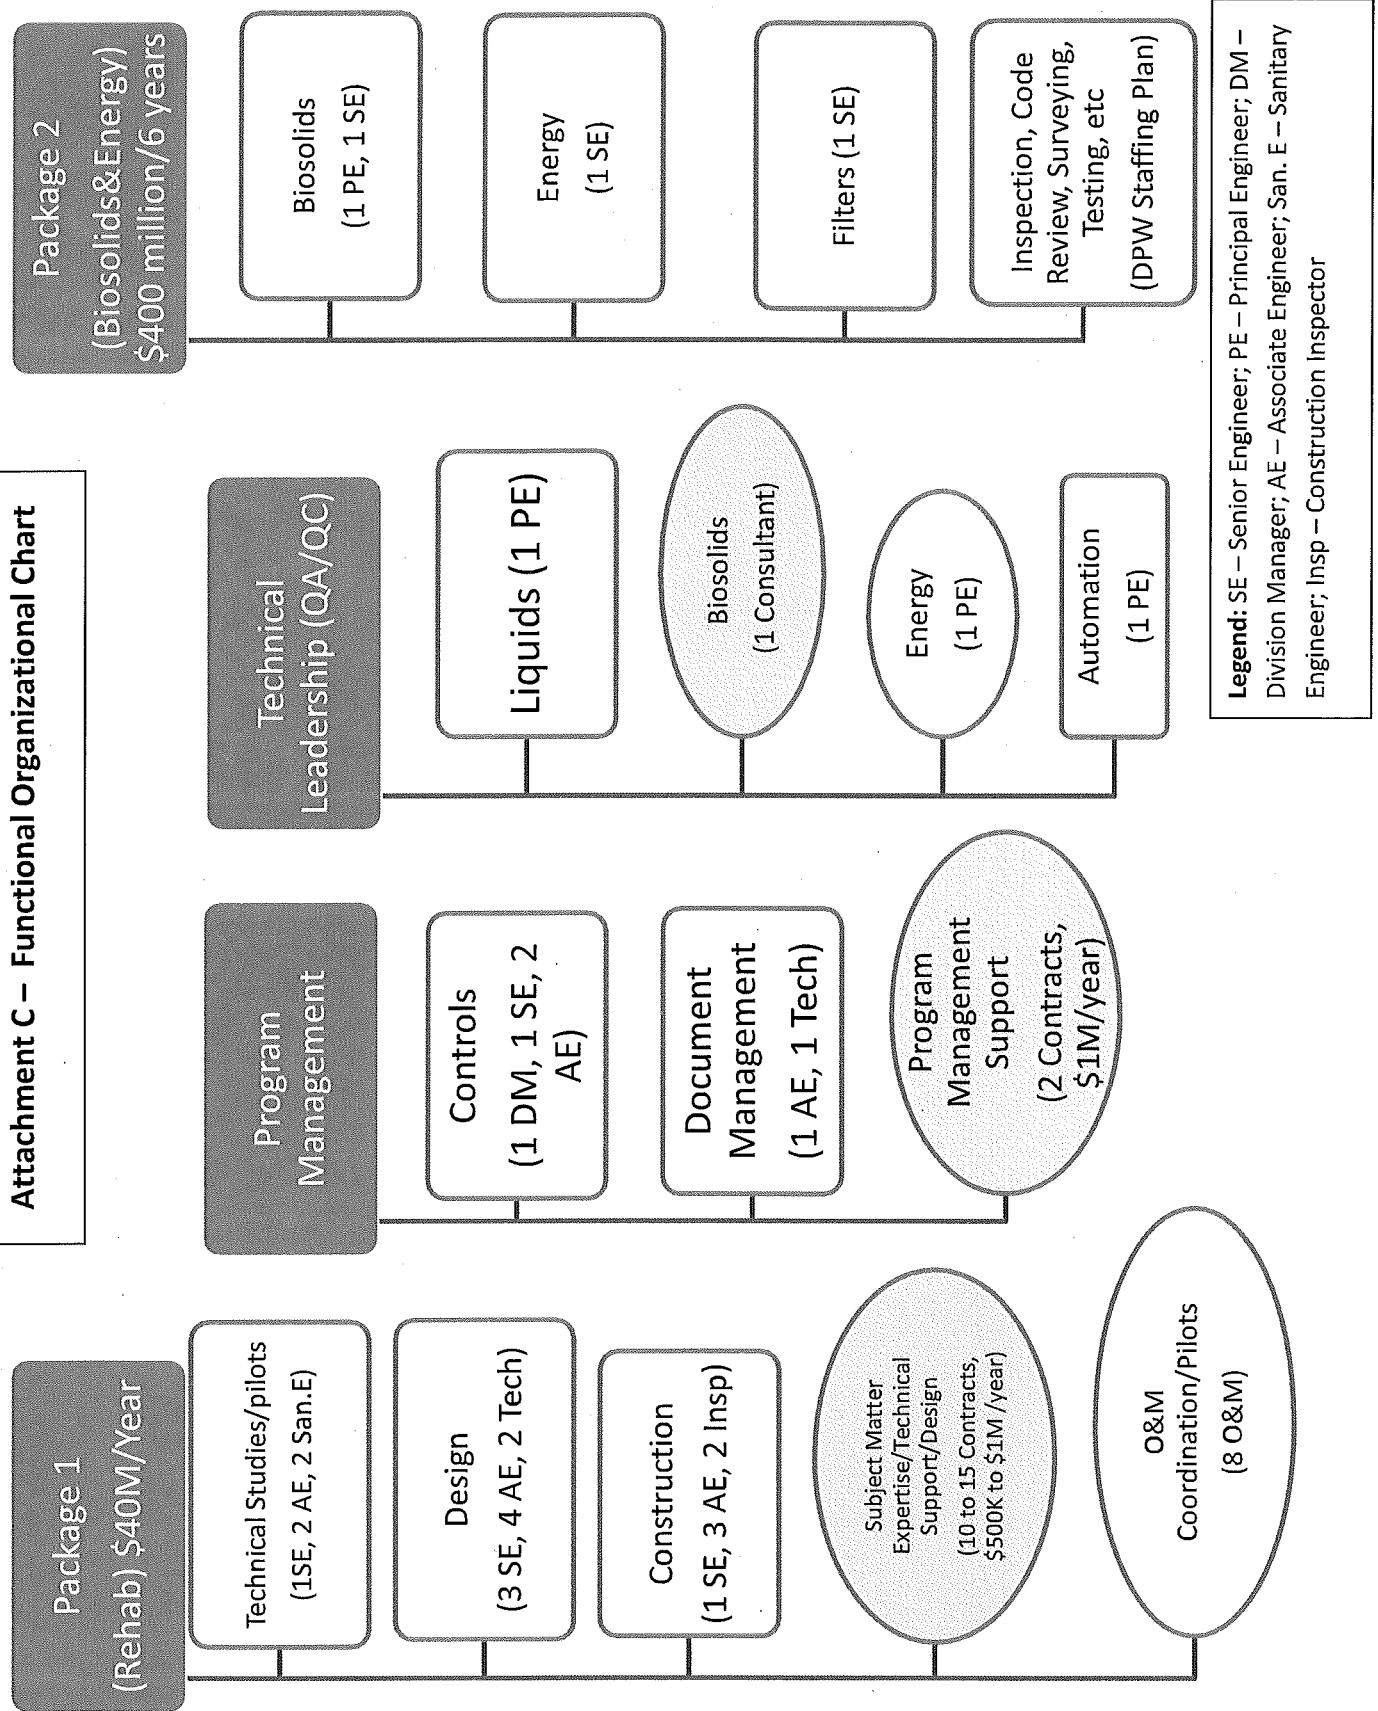 Attachment C – Functional Organizational Chart
Package 1
(Rehab) $40M/Year
Technical Studies/pilots
(1SE, 2 AE, 2 San.E)
Design
(3 SE, 4 AE, 2 Tech)
Construction
(1 SE, 3 AE, 2 Insp)
Subject Matter
Expertise/Technical
Support/Design
(10 to 15 Contracts,
$500K to $1M /year)
O&M
Coordination/Pilots
(8 O&M)
Program
Management
Controls
(1 DM, 1 SE, 2
AE)
Document
Management
(1 AE, 1 Tech)
Program
Management
Support
(2 Contracts,
$1M/year)
Technical
Leadership (QA/QC)
Liquids (1 PE)
Biosolids
(1 Consultant)
Energy
(1 PE)
Automation
(1 PE)
Package 2
(Biosolids&Energy)
$400 million/6 years
Biosolids
(1 PE, 1 SE)
Energy
(1 SE)
Filters (1 SE)
Inspection, Code
Review, Surveying,
Testing, etc
(DPW Staffing Plan)
Legend: SE – Senior Engineer; PE – Principal Engineer; DM –
Division Manager; AE – Associate Engineer; San. E – Sanitary
Engineer; Insp – Construction Inspector